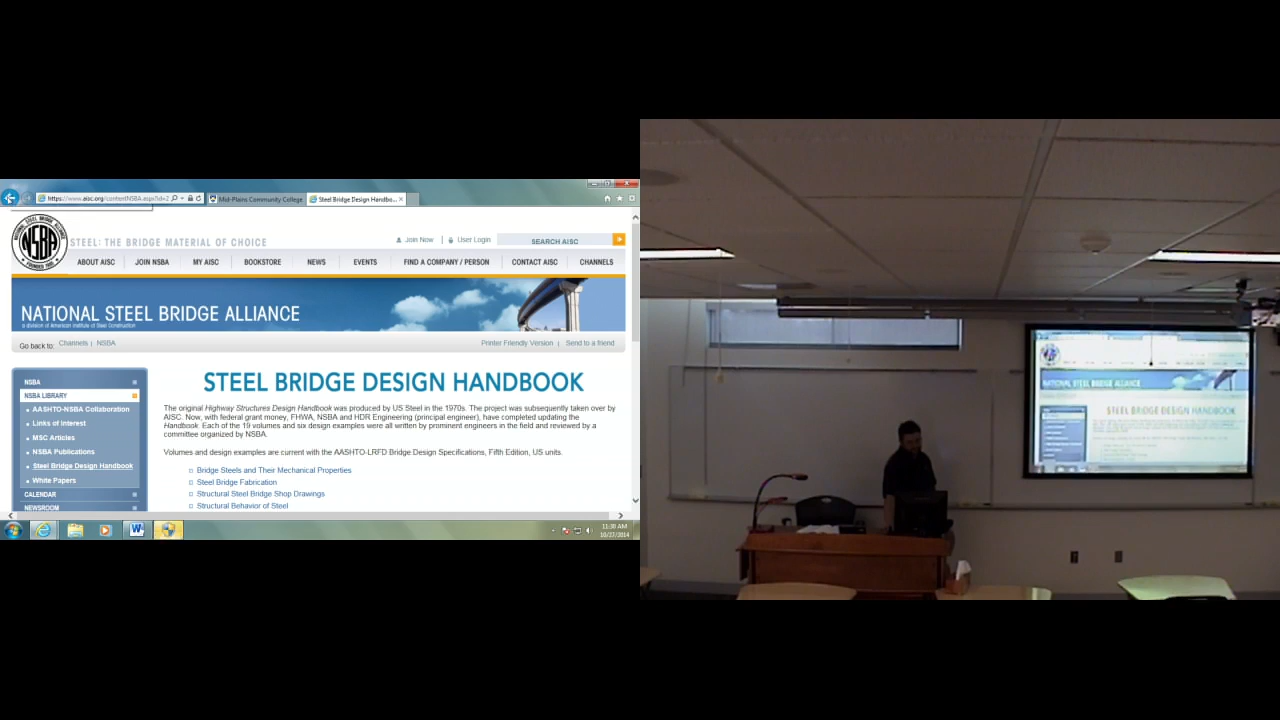 https://www.aisc.org/contentNSBA.aspx?id=2
Mid-Plains Community College
Steel Bridge Design Handbo...
NATIONAL STEEL BRIDGE ALLIANCE
NSBA
FOUNDED 1995
STEEL: THE BRIDGE MATERIAL OF CHOICE
Join Now | User Login
SEARCH AISC
ABOUT AISC
JOIN NSBA
MY AISC
BOOKSTORE
NEWS
EVENTS
FIND A COMPANY / PERSON
CONTACT AISC
CHANNELS
NATIONAL STEEL BRIDGE ALLIANCE
a division of American Institute of Steel Construction
Go back to: Channels | NSBA
Printer Friendly Version | Send to a friend
NSBA
NSBA LIBRARY
AASHTO-NSBA Collaboration
Links of Interest
MSC Articles
NSBA Publications
Steel Bridge Design Handbook
White Papers
CALENDAR
NEWSROOM
STEEL BRIDGE DESIGN HANDBOOK
The original Highway Structures Design Handbook was produced by US Steel in the 1970s. The project was subsequently taken over by
AISC. Now, with federal grant money, FHWA, NSBA and HDR Engineering (principal engineer), have completed updating the
Handbook. Each of the 19 volumes and six design examples were all written by prominent engineers in the field and reviewed by a
committee organized by NSBA.
Volumes and design examples are current with the AASHTO-LRFD Bridge Design Specifications, Fifth Edition, US units.
Bridge Steels and Their Mechanical Properties
Steel Bridge Fabrication
Structural Steel Bridge Shop Drawings
Structural Behavior of Steel
11:38 AM
10/27/2014
NATIONAL STEEL BRIDGE ALLIANCE
STEEL BRIDGE DESIGN HANDBOOK